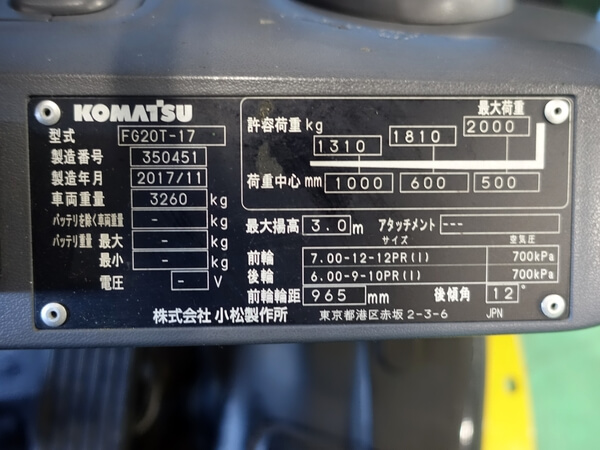 KOMATSU
型式 FG20T-17
製造番号 350451
製造年月 2017/11
車両重量 3260 kg
バッテリを除く車両重量 - kg
バッテリ重量 最大 - kg
最小 - kg
電圧 - V
最大荷重
許容荷重 kg 1310 1810 2000
荷重中心 mm 1000 600 500
最大揚高 3.0 m アタッチメント ---
サイズ 空気圧
前輪 7.00-12-12PR(I) 700kPa
後輪 6.00-9-10PR(I) 700kPa
前輪輪距 965 mm 後傾角 12°
株式会社 小松製作所 東京都港区赤坂 2-3-6 JPN